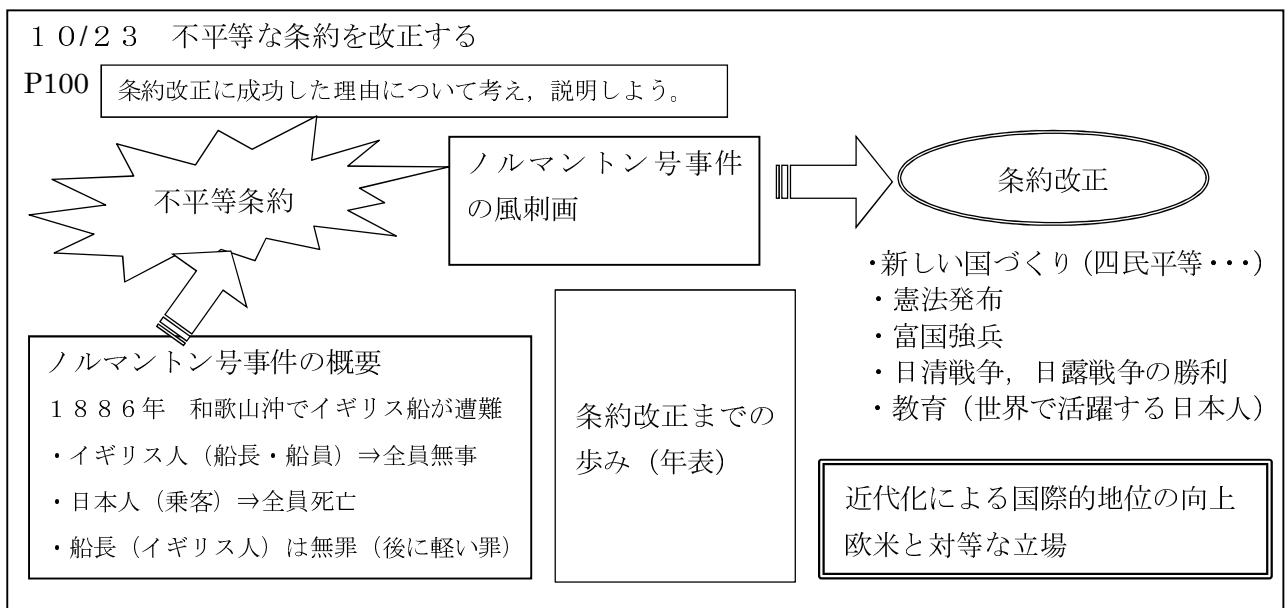 １０/２３　不平等な条約を改正する
P100
条約改正に成功した理由について考え，説明しよう。
不平等条約
ノルマントン号事件
の風刺画
条約改正
・新しい国づくり（四民平等・・・）
・憲法発布
・富国強兵
・日清戦争，日露戦争の勝利
・教育（世界で活躍する日本人）
ノルマントン号事件の概要
１８８６年　和歌山沖でイギリス船が遭難
・イギリス人（船長・船員）⇒全員無事
・日本人（乗客）⇒全員死亡
・船長（イギリス人）は無罪（後に軽い罪）
条約改正までの
歩み（年表）
近代化による国際的地位の向上
欧米と対等な立場